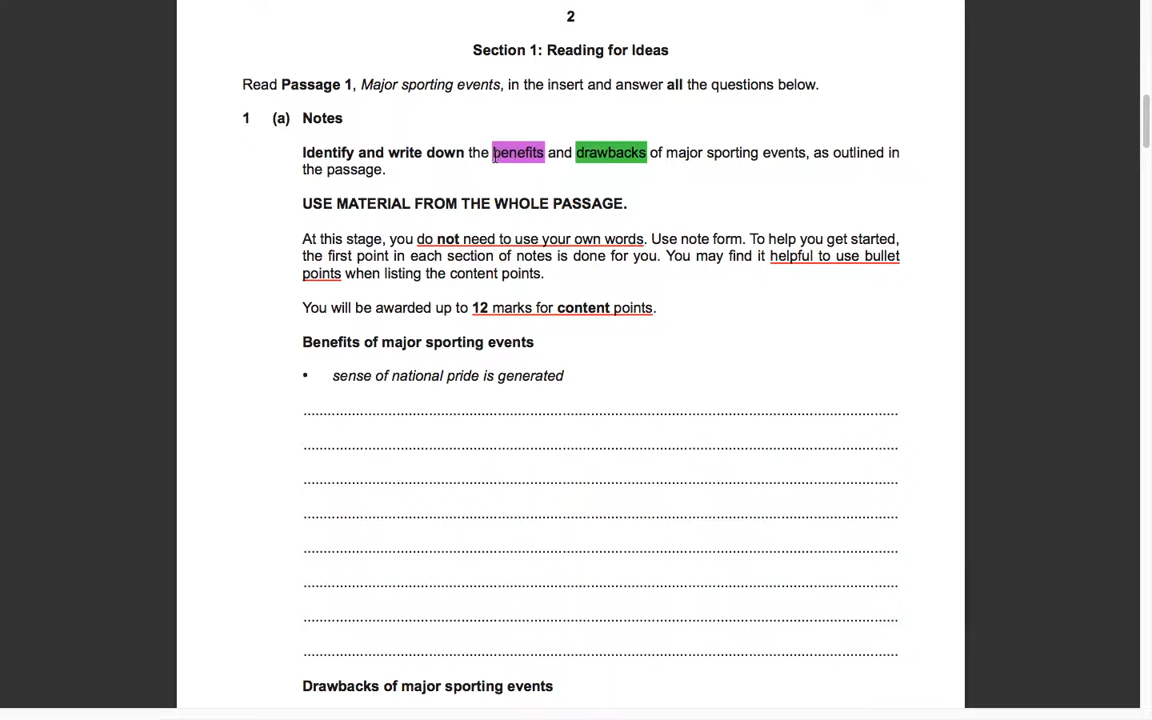 2
Section 1: Reading for Ideas
Read Passage 1, Major sporting events, in the insert and answer all the questions below.
1 (a) Notes
Identify and write down the benefits and drawbacks of major sporting events, as outlined in
the passage.
USE MATERIAL FROM THE WHOLE PASSAGE.
At this stage, you do not need to use your own words. Use note form. To help you get started,
the first point in each section of notes is done for you. You may find it helpful to use bullet
points when listing the content points.
You will be awarded up to 12 marks for content points.
Benefits of major sporting events
• sense of national pride is generated
Drawbacks of major sporting events